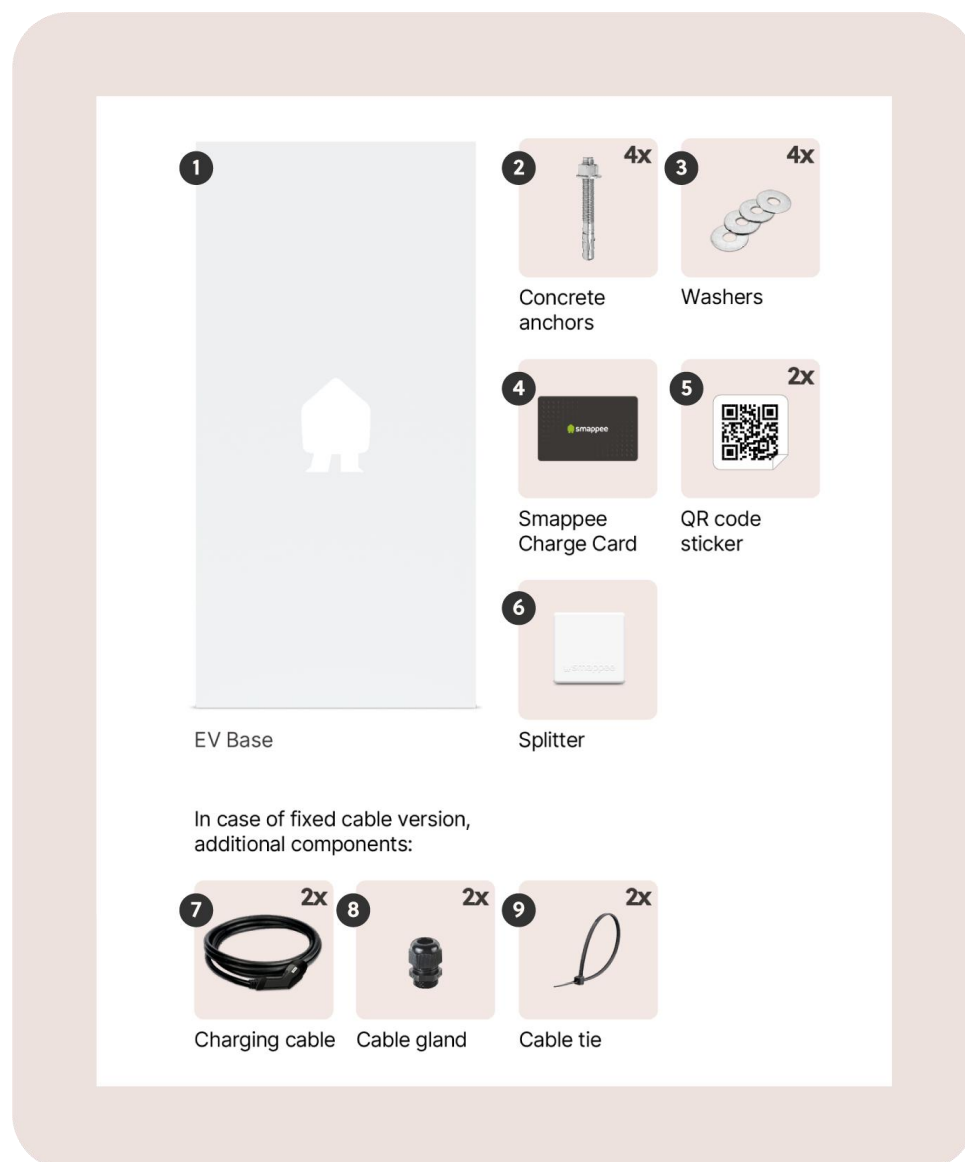 1
EV Base
2
4x
Concrete
anchors
3
4x
Washers
4
smappee
Smappee
Charge Card
5
2x
QR code
sticker
6
smappee
Splitter
In case of fixed cable version,
additional components:
7
2x
Charging cable
8
2x
Cable gland
9
2x
Cable tie